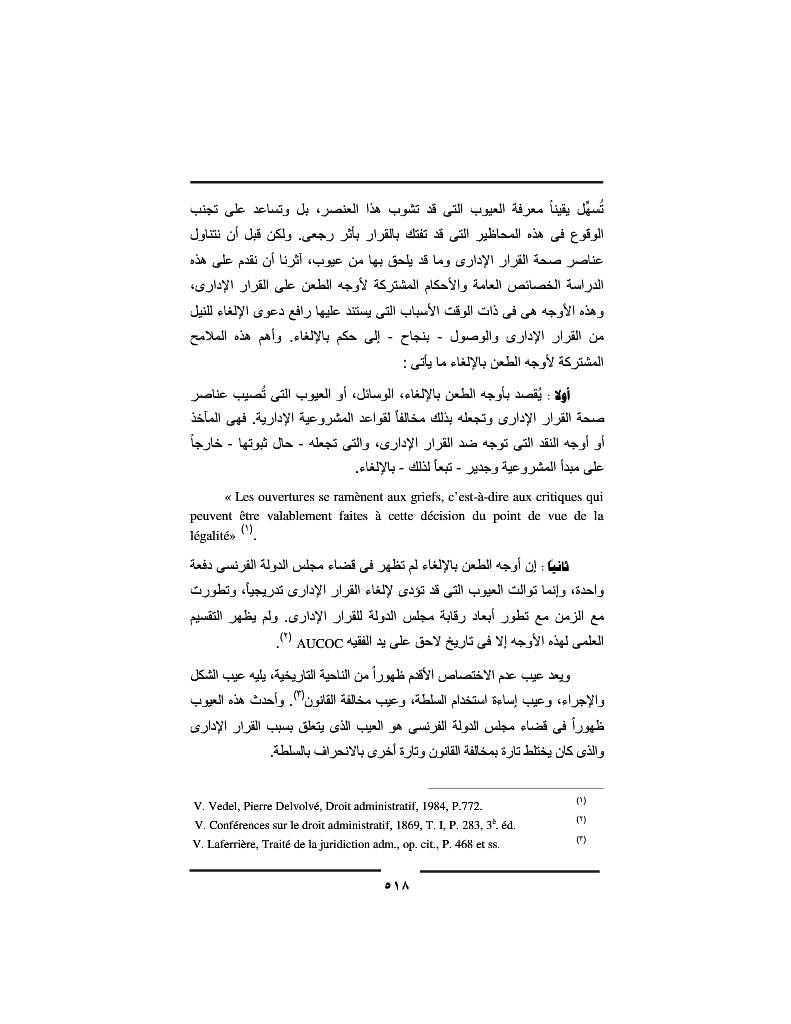 تُسهِّل يقيناً معرفة العيوب التى قد تشوب هذا العنصر، بل وتساعد على تجنب
الوقوع فى هذه المحاظير التى قد تفتك بالقرار بأثر رجعى. ولكن قبل أن نتناول
عناصر صحة القرار الإدارى وما قد يلحق بها من عيوب، آثرنا أن نقدم على هذه
الدراسة الخصائص العامة والأحكام المشتركة لأوجه الطعن على القرار الإدارى،
وهذه الأوجه هى فى ذات الوقت الأسباب التى يستند عليها رافع دعوى الإلغاء للنيل
من القرار الإدارى والوصول - بنجاح - إلى حكم بالإلغاء. وأهم هذه الملامح
المشتركة لأوجه الطعن بالإلغاء ما يأتى :
أولا : يُقصد بأوجه الطعن بالإلغاء، الوسائل، أو العيوب التى تُصيب عناصر
صحة القرار الإدارى وتجعله بذلك مخالفاً لقواعد المشروعية الإدارية. فهى المآخذ
أو أوجه النقد التى توجه ضد القرار الإدارى، والتى تجعله - حال ثبوتها - خارجاً
على مبدأ المشروعية وجدير - تبعاً لذلك - بالإلغاء.
« Les ouvertures se ramènent aux griefs, c’est-à-dire aux critiques qui
peuvent être valablement faites à cette décision du point de vue de la
légalité» (١).
ثانيا : إن أوجه الطعن بالإلغاء لم تظهر فى قضاء مجلس الدولة الفرنسى دفعة
واحدة، وإنما توالت العيوب التى قد تؤدى لإلغاء القرار الإدارى تدريجياً، وتطورت
مع الزمن مع تطور أبعاد رقابة مجلس الدولة للقرار الإدارى. ولم يظهر التقسيم
العلمى لهذه الأوجه إلا فى تاريخ لاحق على يد الفقيه AUCOC (٢).
ويعد عيب عدم الاختصاص الأقدم ظهوراً من الناحية التاريخية، يليه عيب الشكل
والإجراء، وعيب إساءة استخدام السلطة، وعيب مخالفة القانون(٣). وأحدث هذه العيوب
ظهوراً فى قضاء مجلس الدولة الفرنسى هو العيب الذى يتعلق بسبب القرار الإدارى
والذى كان يختلط تارة بمخالفة القانون وتارة أخرى بالانحراف بالسلطة.
(١) V. Vedel, Pierre Delvolvé, Droit administratif, 1984, P.772.
(٢) V. Conférences sur le droit administratif, 1869, T. I, P. 283, 3è. éd.
(٣) V. Laferrière, Traité de la juridiction adm., op. cit., P. 468 et ss.
٥١٨